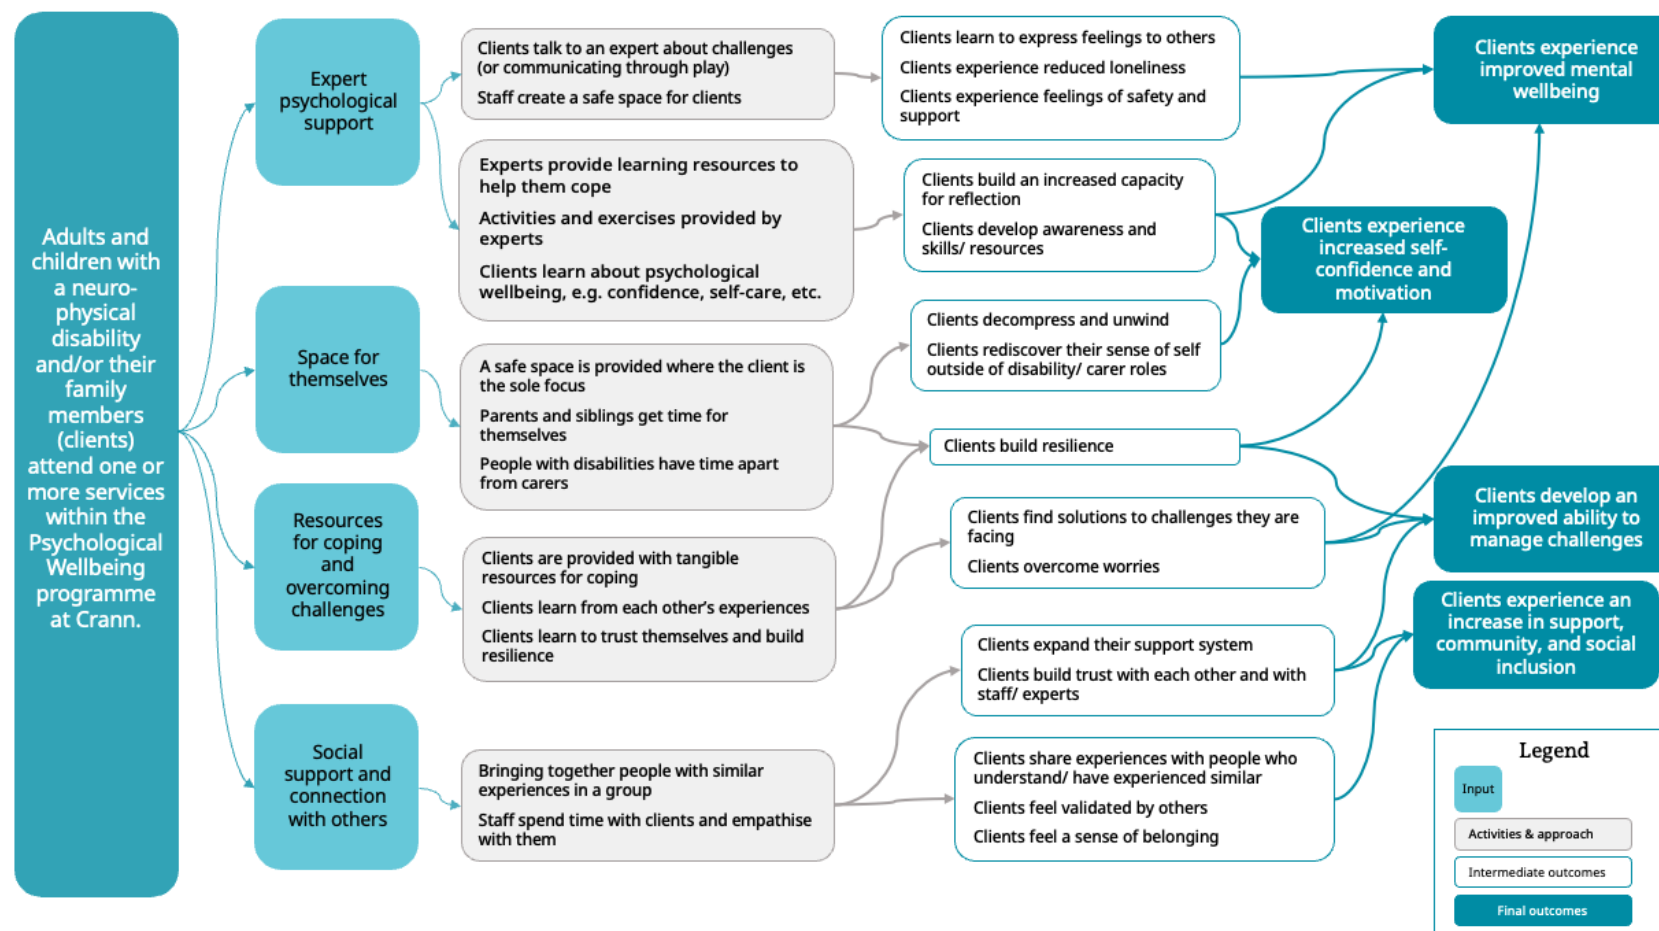 Adults and
children with
a neuro-
physical
disability
and/or their
family
members
(clients)
attend one or
more services
within the
Psychological
Wellbeing
programme
at Crann.
Expert
psychological
support
Space for
themselves
Resources
for coping
and
overcoming
challenges
Social
support and
connection
with others
Clients talk to an expert about challenges
(or communicating through play)
Staff create a safe space for clients
Experts provide learning resources to
help them cope
Activities and exercises provided by
experts
Clients learn about psychological
wellbeing, e.g. confidence, self-care, etc.
A safe space is provided where the client is
the sole focus
Parents and siblings get time for
themselves
People with disabilities have time apart
from carers
Clients are provided with tangible
resources for coping
Clients learn from each other’s experiences
Clients learn to trust themselves and build
resilience
Bringing together people with similar
experiences in a group
Staff spend time with clients and empathise
with them
Clients learn to express feelings to others
Clients experience reduced loneliness
Clients experience feelings of safety and
support
Clients build an increased capacity
for reflection
Clients develop awareness and
skills/ resources
Clients decompress and unwind
Clients rediscover their sense of self
outside of disability/ carer roles
Clients build resilience
Clients find solutions to challenges they are
facing
Clients overcome worries
Clients expand their support system
Clients build trust with each other and with
staff/ experts
Clients share experiences with people who
understand/ have experienced similar
Clients feel validated by others
Clients feel a sense of belonging
Clients experience
improved mental
wellbeing
Clients experience
increased self-
confidence and
motivation
Clients develop an
improved ability to
manage challenges
Clients experience an
increase in support,
community, and social
inclusion
Legend
Input
Activities & approach
Intermediate outcomes
Final outcomes